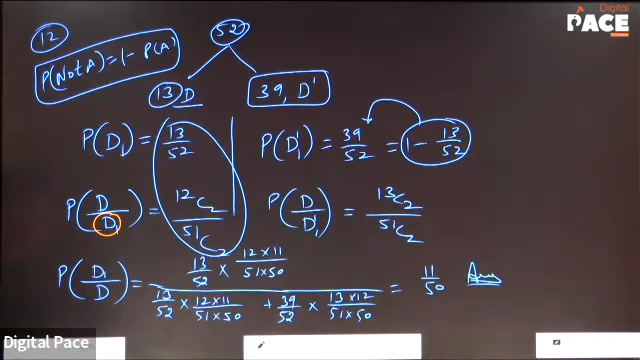 Digital
PACE
12
P(Not A) = 1 - P(A)
52
13 D
39, D'
P(D₁) = 13/52
P(D₁') = 39/52 = 1 - 13/52
P(D/D₁) = ¹²C₂/⁵¹C₂
P(D/D₁') = ¹³C₂/⁵¹C₂
P(D₁/D) = (13/52 × 12×11/51×50)/(13/52 × 12×11/51×50 + 39/52 × 13×12/51×50) = 11/50 Ans
Digital Pace